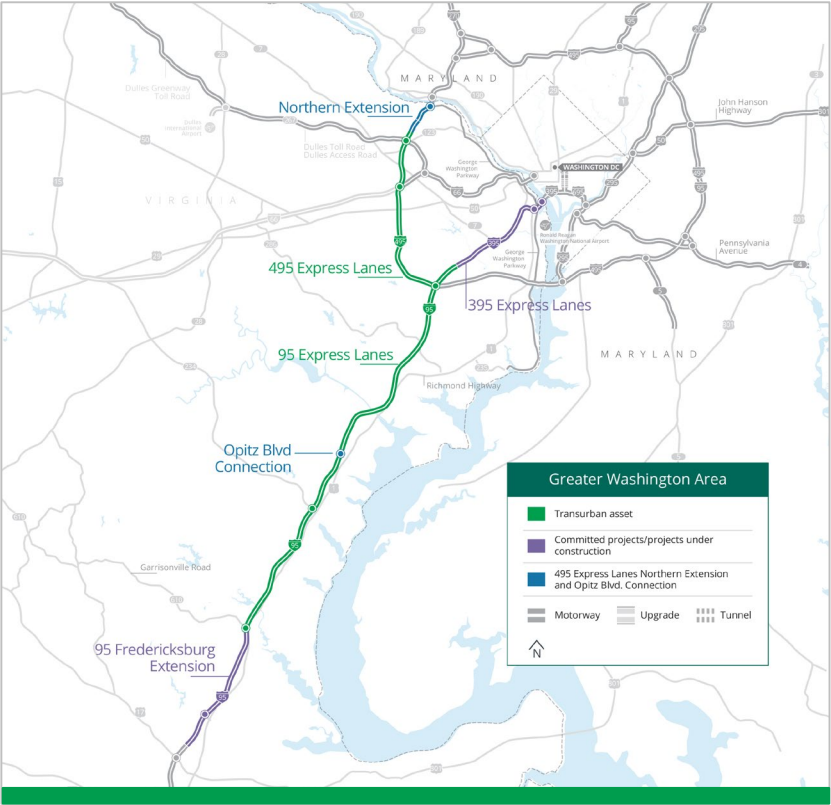 MARYLAND
Northern Extension
Dulles Greenway
Toll Road
Dulles
International
Airport
Dulles Toll Road
Dulles Access Road
John Hanson
Highway
George
Washington
Parkway
WASHINGTON DC
VIRGINIA
Ronald Reagan
Washington National Airport
George
Washington
Parkway
Pennsylvania
Avenue
495 Express Lanes
395 Express Lanes
95
95 Express Lanes
MARYLAND
Richmond Highway
Opitz Blvd
Connection
95
Garrisonville Road
95 Fredericksburg
Extension
95
Greater Washington Area
Transurban asset
Committed projects/projects under
construction
495 Express Lanes Northern Extension
and Opitz Blvd. Connection
Motorway
Upgrade
Tunnel
N